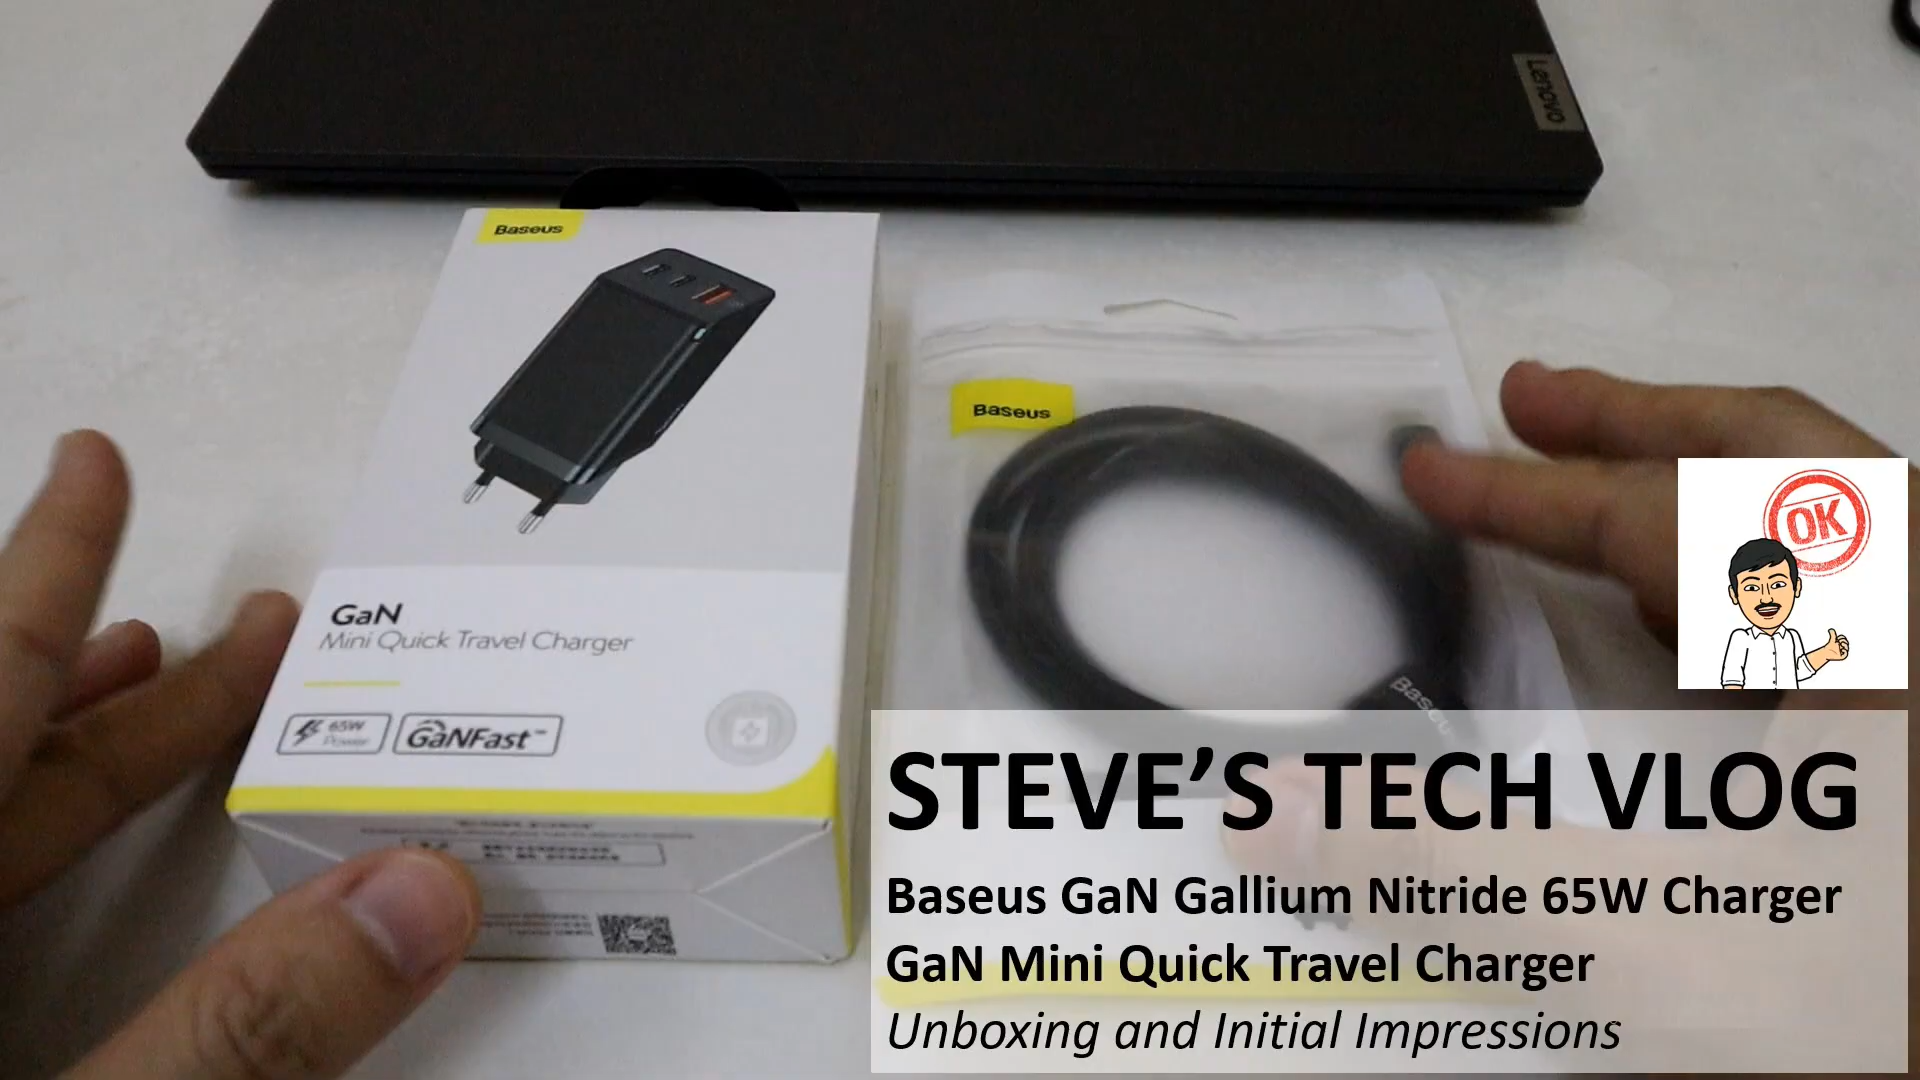 Lenovo
Baseus
Baseus
GaN
Mini Quick Travel Charger
65W
Power
GaNFast™
Baseus
OK
STEVE’S TECH VLOG
Baseus GaN Gallium Nitride 65W Charger
GaN Mini Quick Travel Charger
Unboxing and Initial Impressions